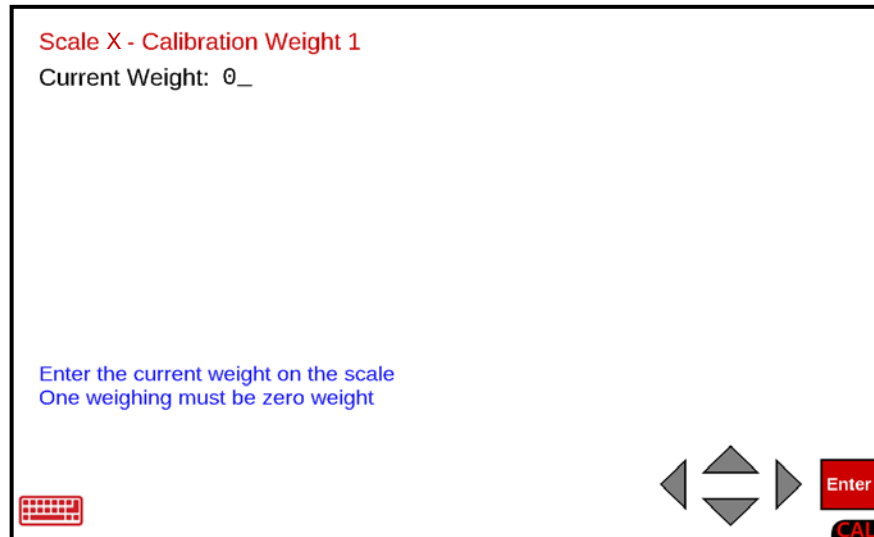 Scale X - Calibration Weight 1
Current Weight: 0_
Enter the current weight on the scale
One weighing must be zero weight
Enter
CAL